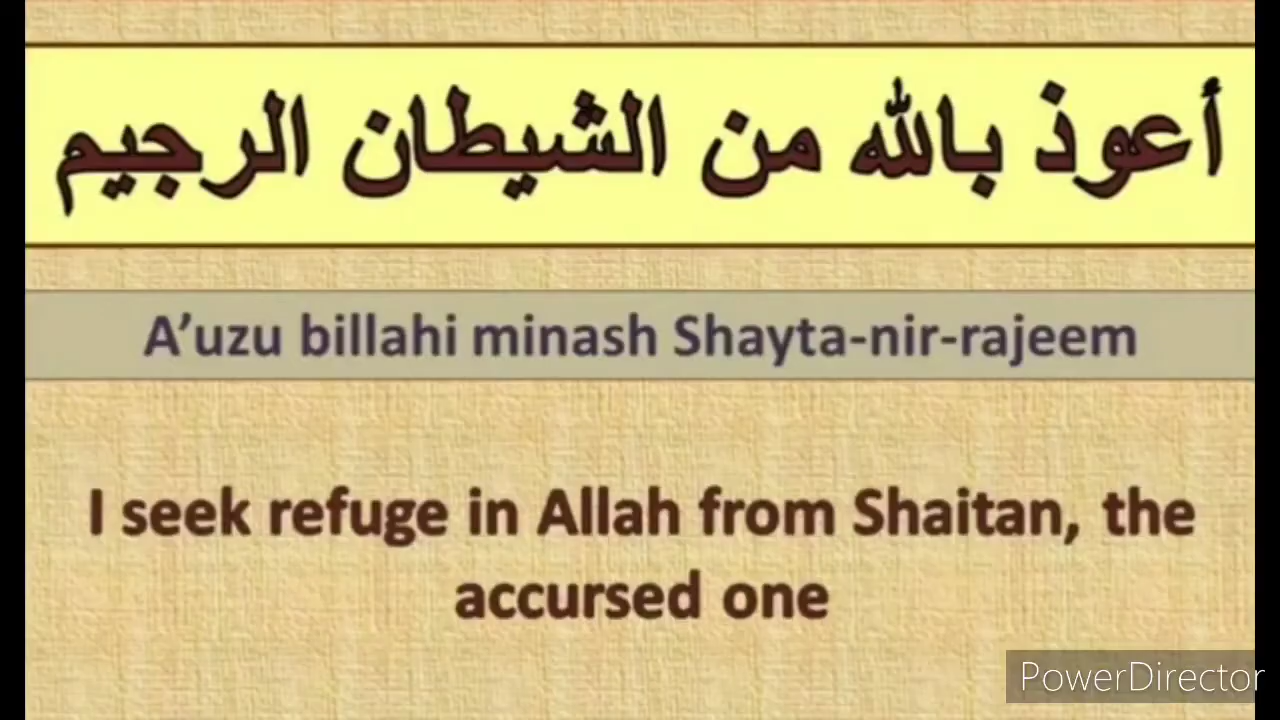 أعوذ بالله من الشيطان الرجيم
A’uzu billahi minash Shayta-nir-rajeem
I seek refuge in Allah from Shaitan, the
accursed one
PowerDirector